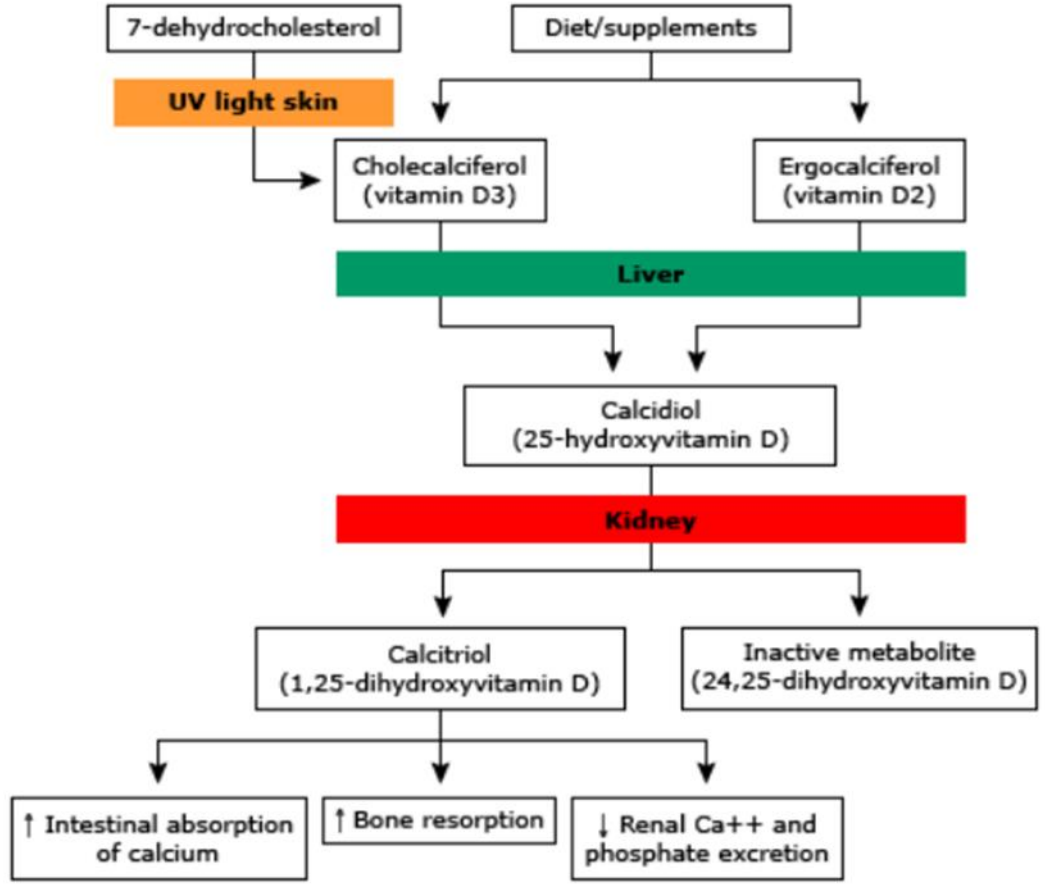 7-dehydrocholesterol
Diet/supplements
UV light skin
Cholecalciferol
(vitamin D3)
Ergocalciferol
(vitamin D2)
Liver
Calcidiol
(25-hydroxyvitamin D)
Kidney
Calcitriol
(1,25-dihydroxyvitamin D)
Inactive metabolite
(24,25-dihydroxyvitamin D)
↑ Intestinal absorption
of calcium
↑ Bone resorption
↓ Renal Ca++ and
phosphate excretion